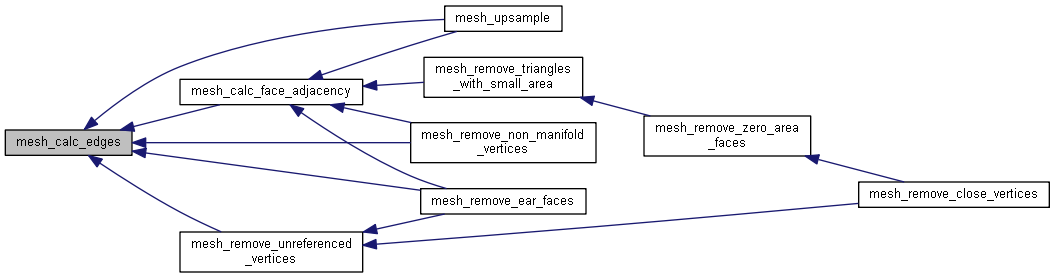 mesh_upsample
mesh_remove_triangles
_with_small_area
mesh_calc_face_adjacency
mesh_remove_zero_area
_faces
mesh_remove_non_manifold
_vertices
mesh_calc_edges
mesh_remove_close_vertices
mesh_remove_ear_faces
mesh_remove_unreferenced
_vertices